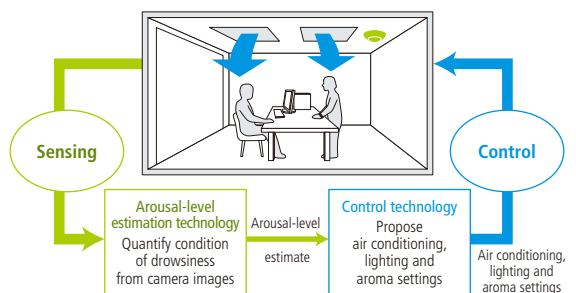 Sensing
Control
Arousal-level
estimation technology
Quantify condition
of drowsiness
from camera images
Arousal-level
estimate
Control technology
Propose
air conditioning,
lighting and
aroma settings
Air conditioning,
lighting and
aroma settings